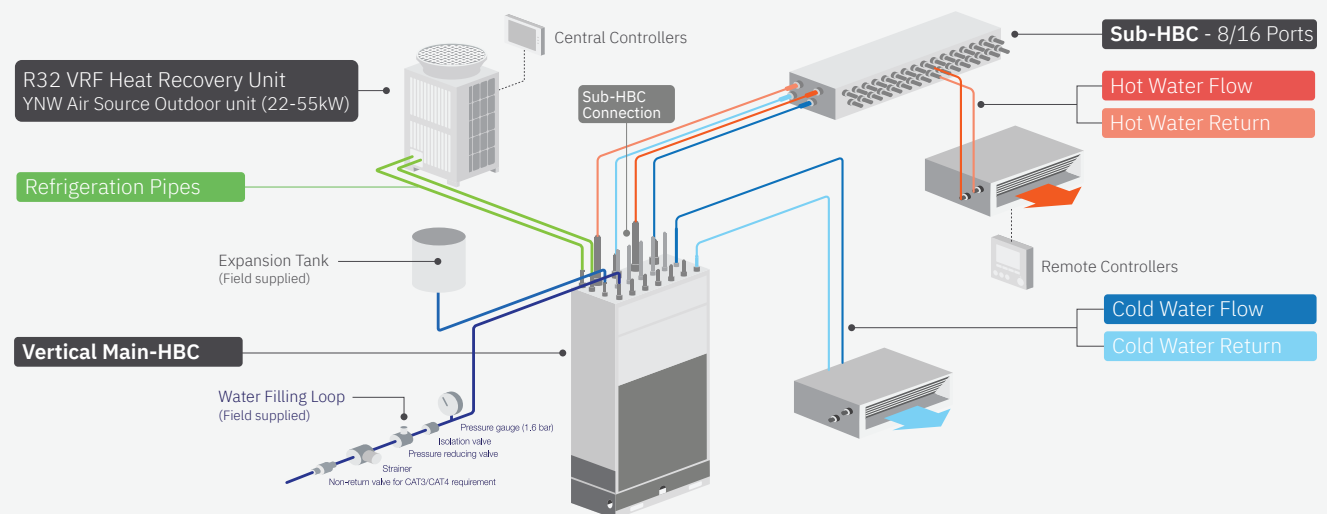 Central Controllers
Sub-HBC - 8/16 Ports
R32 VRF Heat Recovery Unit
YNW Air Source Outdoor unit (22-55kW)
Sub-HBC
Connection
Hot Water Flow
Hot Water Return
Refrigeration Pipes
Expansion Tank
(Field supplied)
Remote Controllers
Cold Water Flow
Cold Water Return
Vertical Main-HBC
Water Filling Loop
(Field supplied)
Pressure gauge (1.6 bar)
Isolation valve
Pressure reducing valve
Strainer
Non-return valve for CAT3/CAT4 requirement